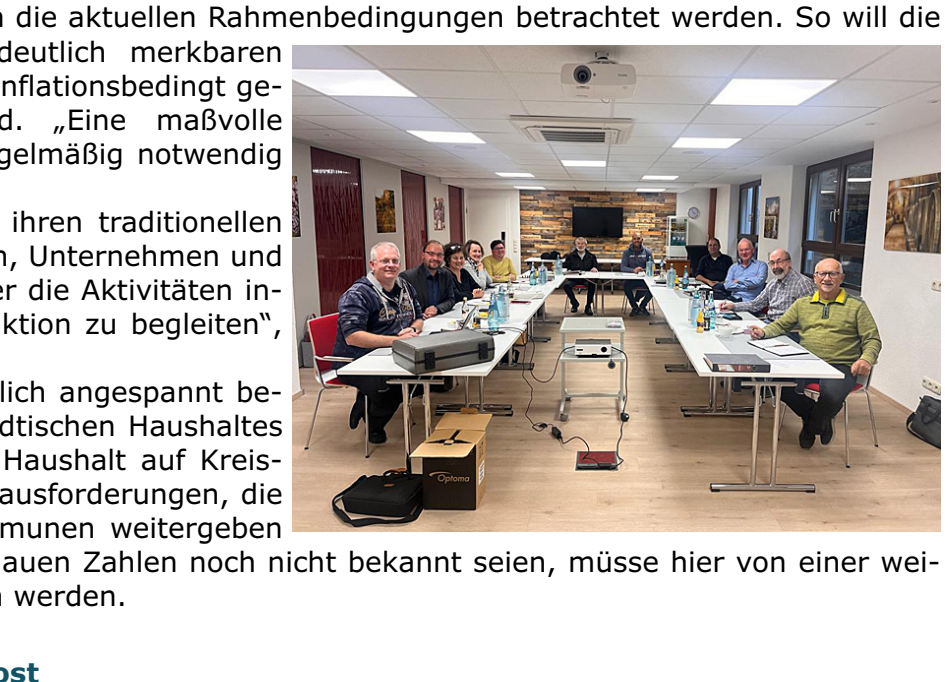 die aktuellen Rahmenbedingungen betrachtet werden. So will die
deutlich merkbaren
nflationsbedingt ge-
d. „Eine maßvolle
gelmäßig notwendig
ihren traditionellen
n, Unternehmen und
er die Aktivitäten in-
ktion zu begleiten“,
lich angespannt be-
dtischen Haushaltes
Haushalt auf Kreis-
ausforderungen, die
munen weitergeben
auen Zahlen noch nicht bekannt seien, müsse hier von einer wei-
n werden.
ost
Optoma